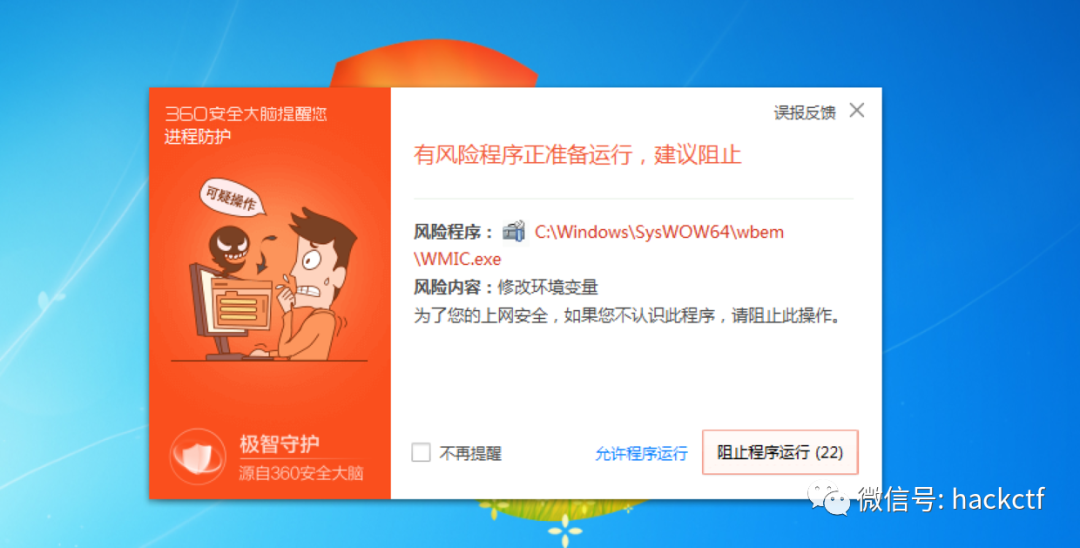 360安全大脑提醒您
进程防护
可疑操作
极智守护
源自360安全大脑
误报反馈
有风险程序正准备运行，建议阻止
风险程序： C:\Windows\SysWOW64\wbem
\WMIC.exe
风险内容：修改环境变量
为了您的上网安全，如果您不认识此程序，请阻止此操作。
不再提醒
允许程序运行
阻止程序运行 (22)
微信号: hackctf